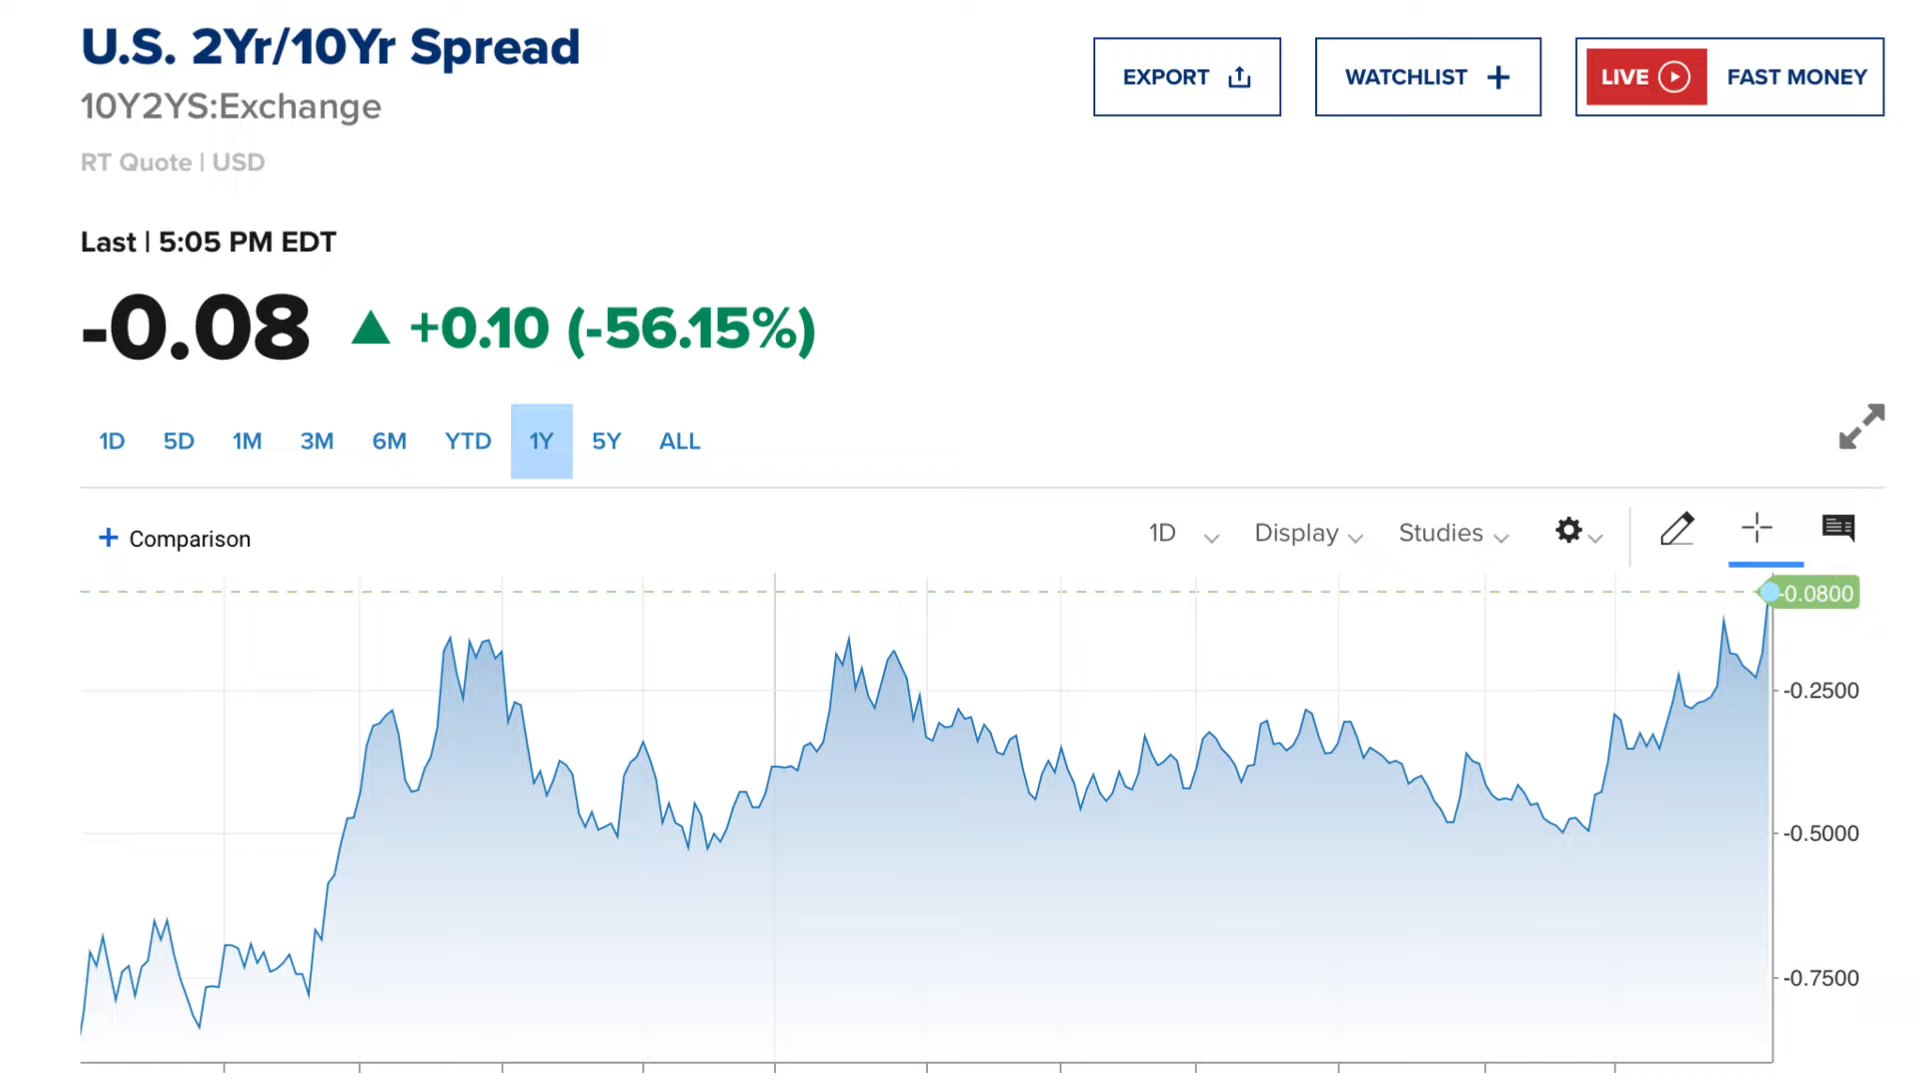 U.S. 2Yr/10Yr Spread
10Y2YS:Exchange
RT Quote | USD
EXPORT
WATCHLIST +
LIVE FAST MONEY
Last | 5:05 PM EDT
-0.08 ▲ +0.10 (-56.15%)
1D 5D 1M 3M 6M YTD 1Y 5Y ALL
+ Comparison
1D Display Studies
-0.0800
-0.2500
-0.5000
-0.7500